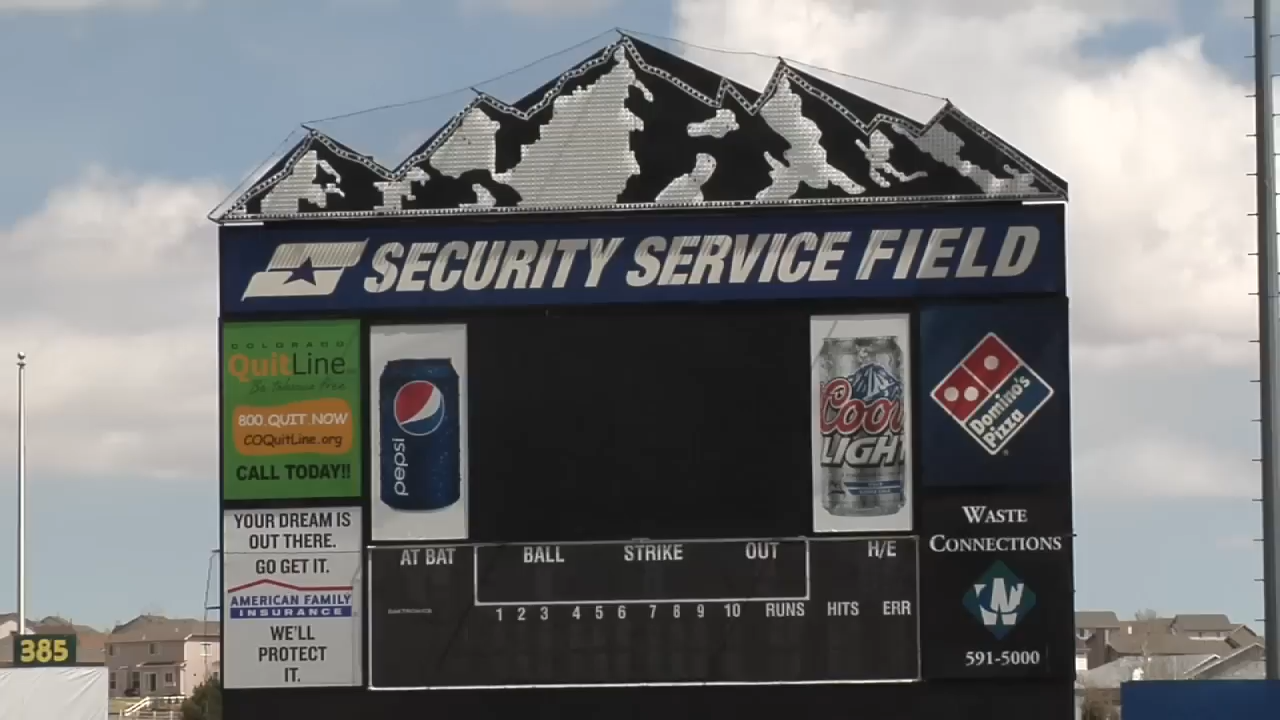 SECURITY SERVICE FIELD
COLORADO
QuitLine
Be Tobacco Free
800.QUIT.NOW
COQuitLine.org
CALL TODAY!!
pepsi
Coors
LIGHT
Domino's
Pizza
YOUR DREAM IS
OUT THERE.
GO GET IT.
AMERICAN FAMILY
INSURANCE
WE'LL
PROTECT
IT.
AT BAT BALL STRIKE OUT H/E
DAKTRONICS
1 2 3 4 5 6 7 8 9 10 RUNS HITS ERR
WASTE
CONNECTIONS
W
591-5000
385